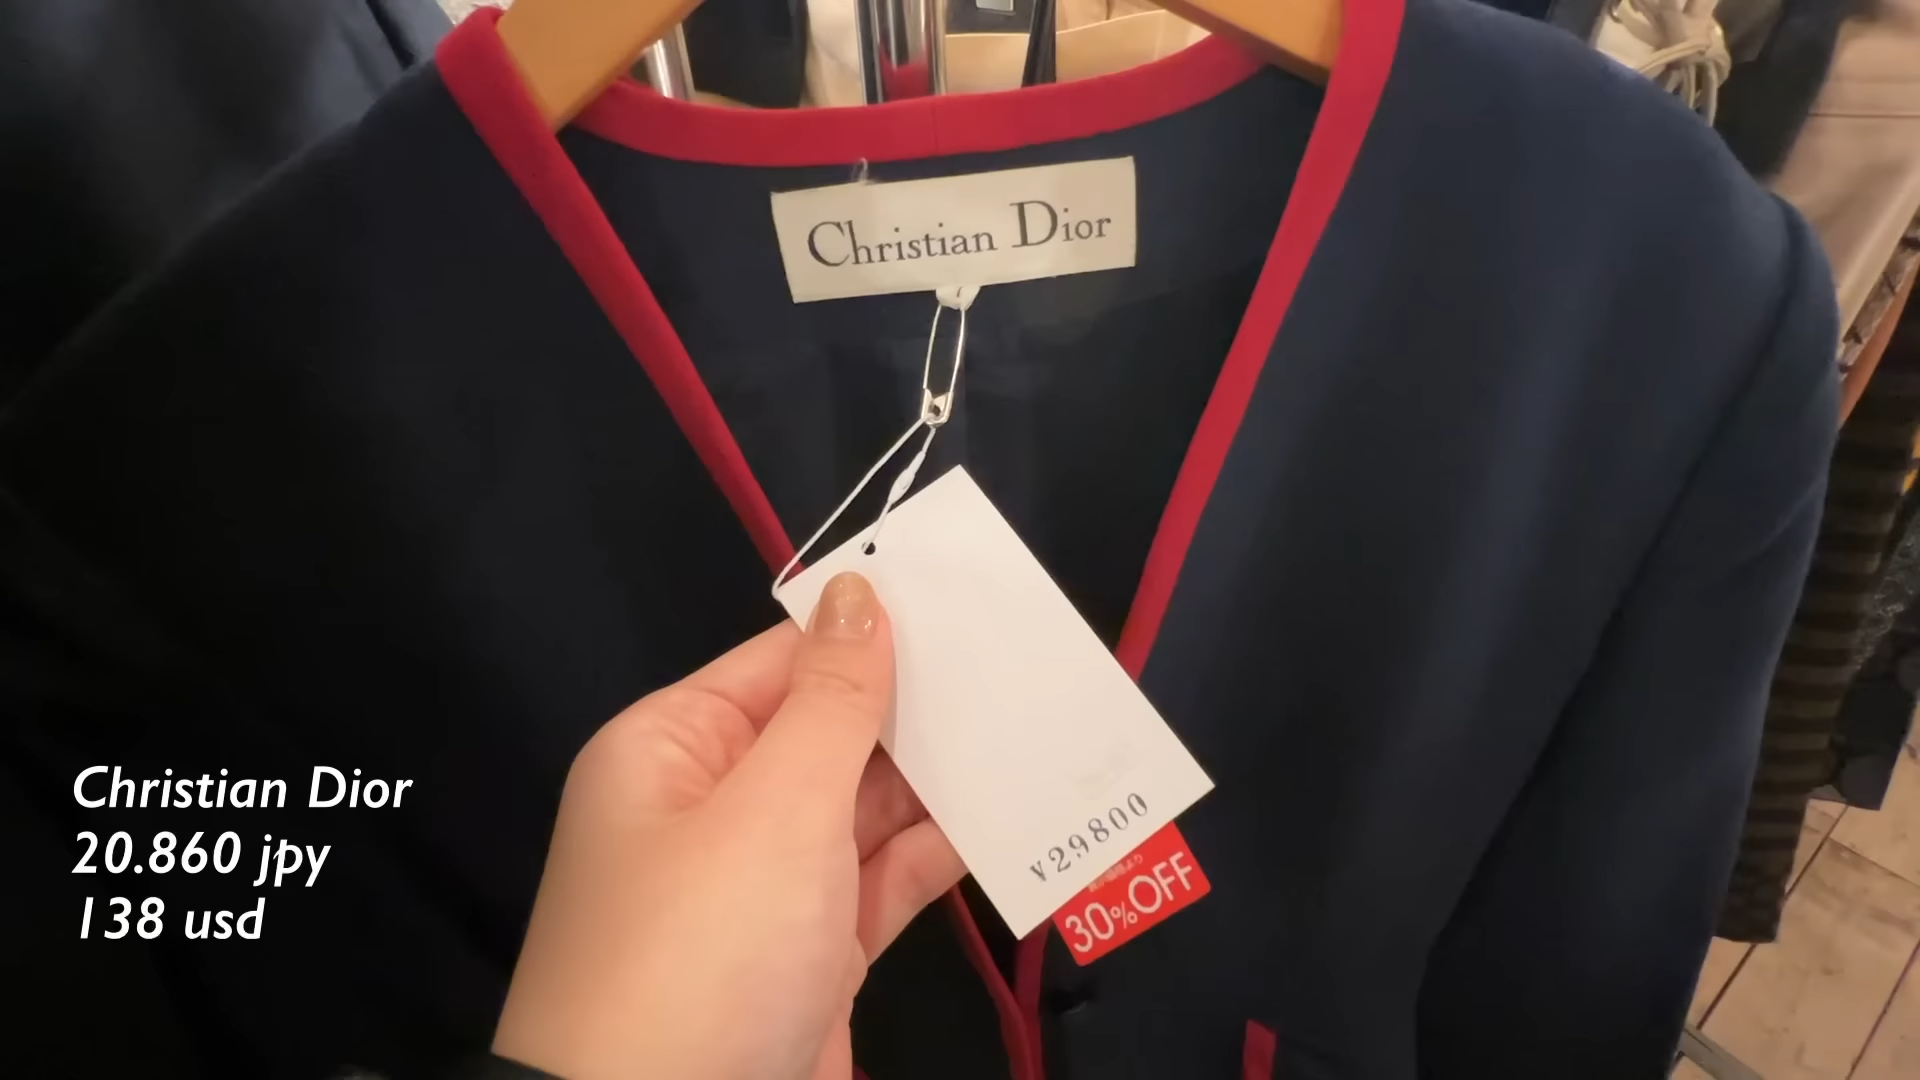 Christian Dior
¥29800
30%OFF
Christian Dior
20.860 jpy
138 usd